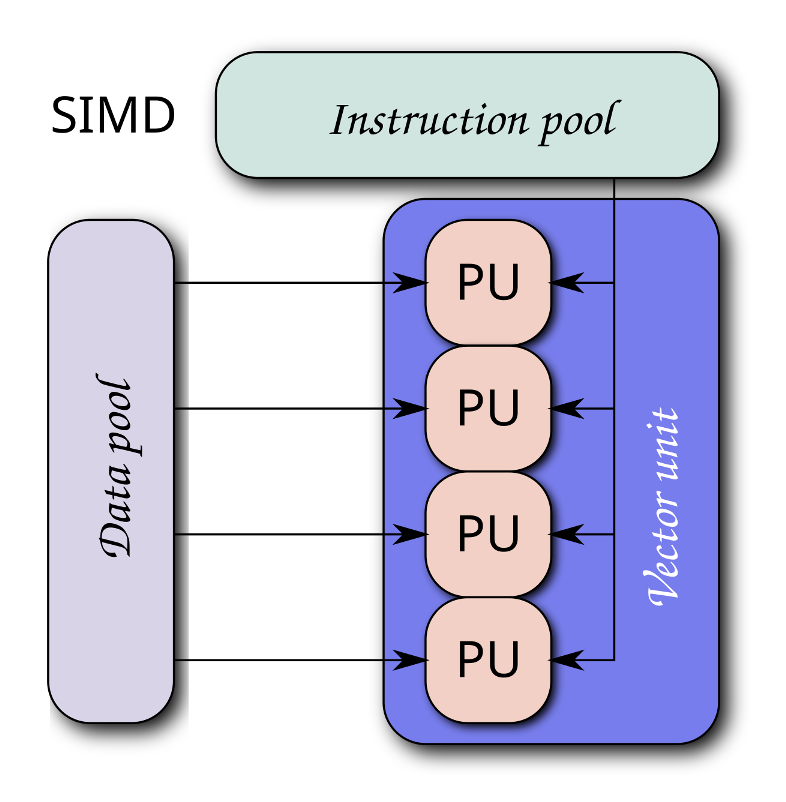 SIMD
Instruction pool
Data pool
PU
PU
PU
PU
Vector unit